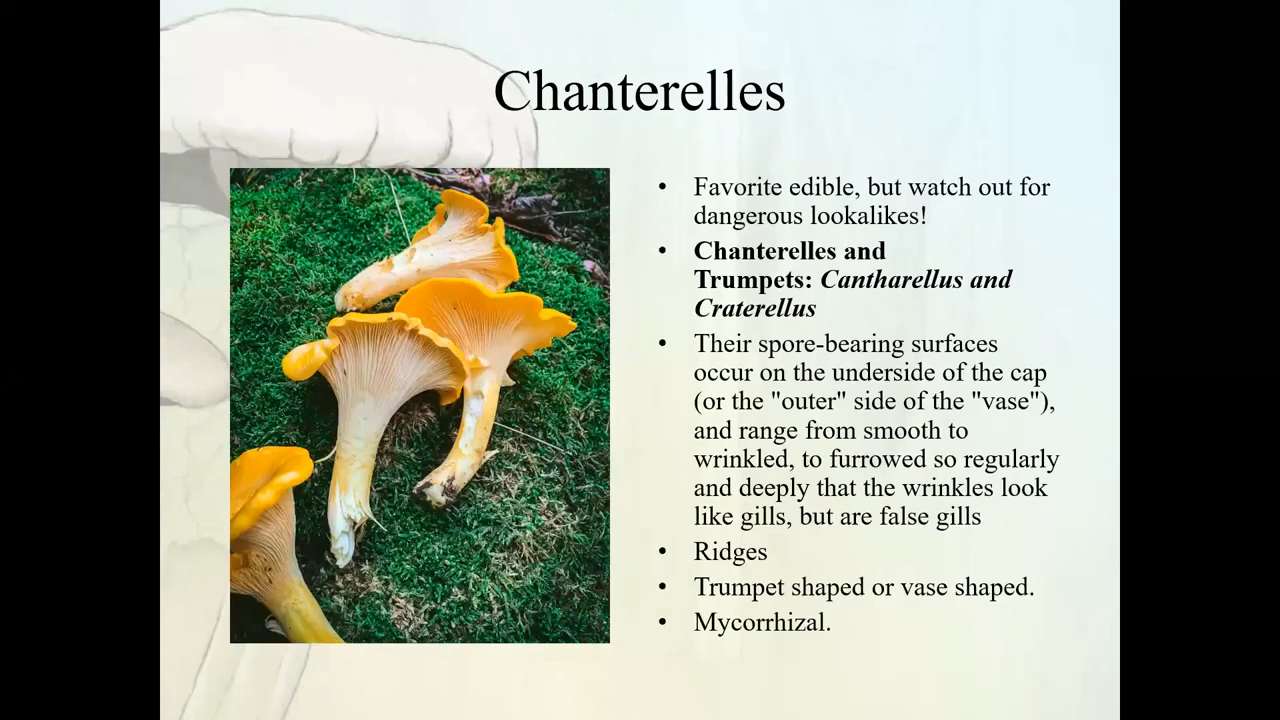 Chanterelles
• Favorite edible, but watch out for
dangerous lookalikes!
• Chanterelles and
Trumpets: Cantharellus and
Craterellus
• Their spore-bearing surfaces
occur on the underside of the cap
(or the "outer" side of the "vase"),
and range from smooth to
wrinkled, to furrowed so regularly
and deeply that the wrinkles look
like gills, but are false gills
• Ridges
• Trumpet shaped or vase shaped.
• Mycorrhizal.